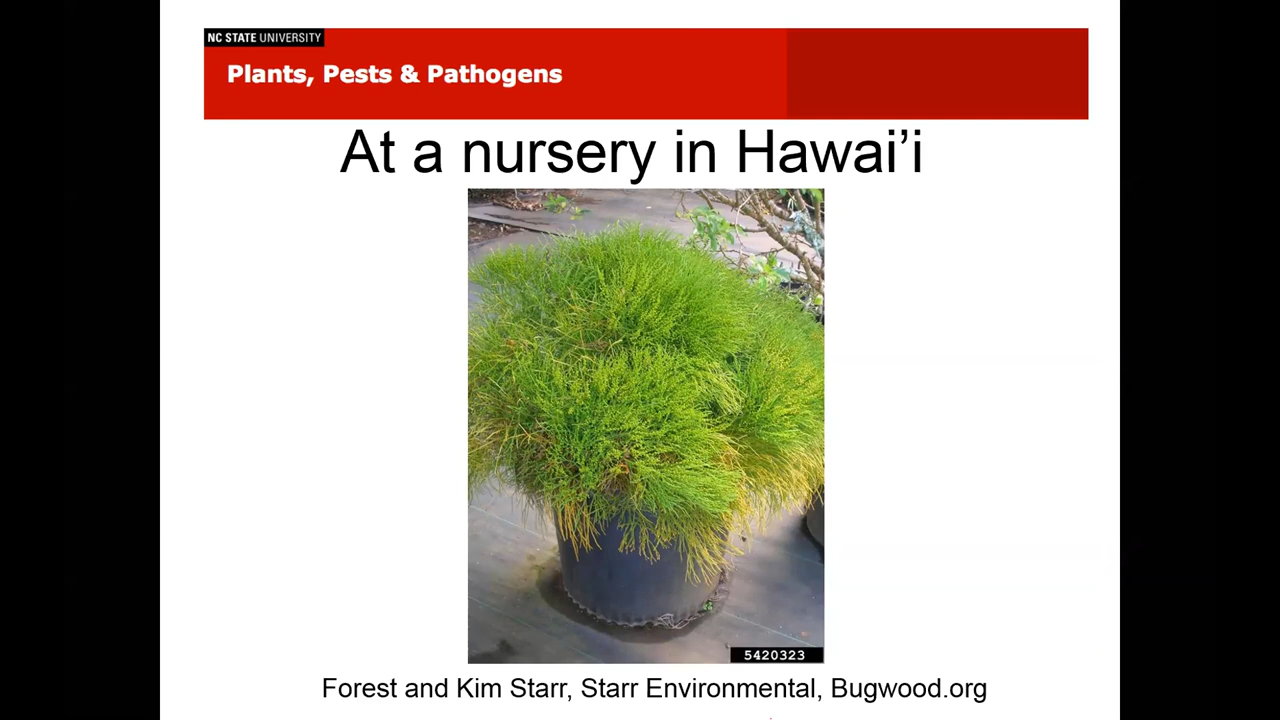 NC STATE UNIVERSITY
Plants, Pests & Pathogens
At a nursery in Hawai’i
5420323
Forest and Kim Starr, Starr Environmental, Bugwood.org